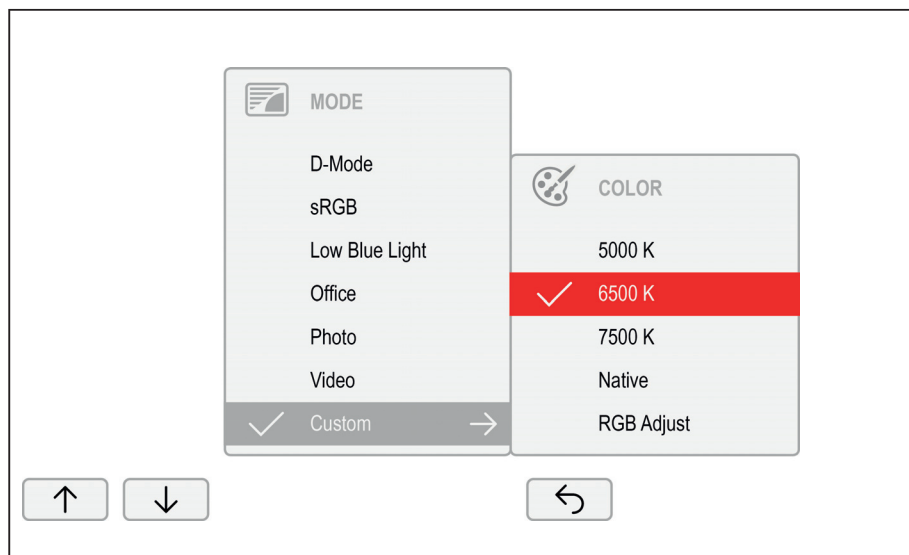 MODE
D-Mode
sRGB
Low Blue Light
Office
Photo
Video
Custom
COLOR
5000 K
6500 K
7500 K
Native
RGB Adjust